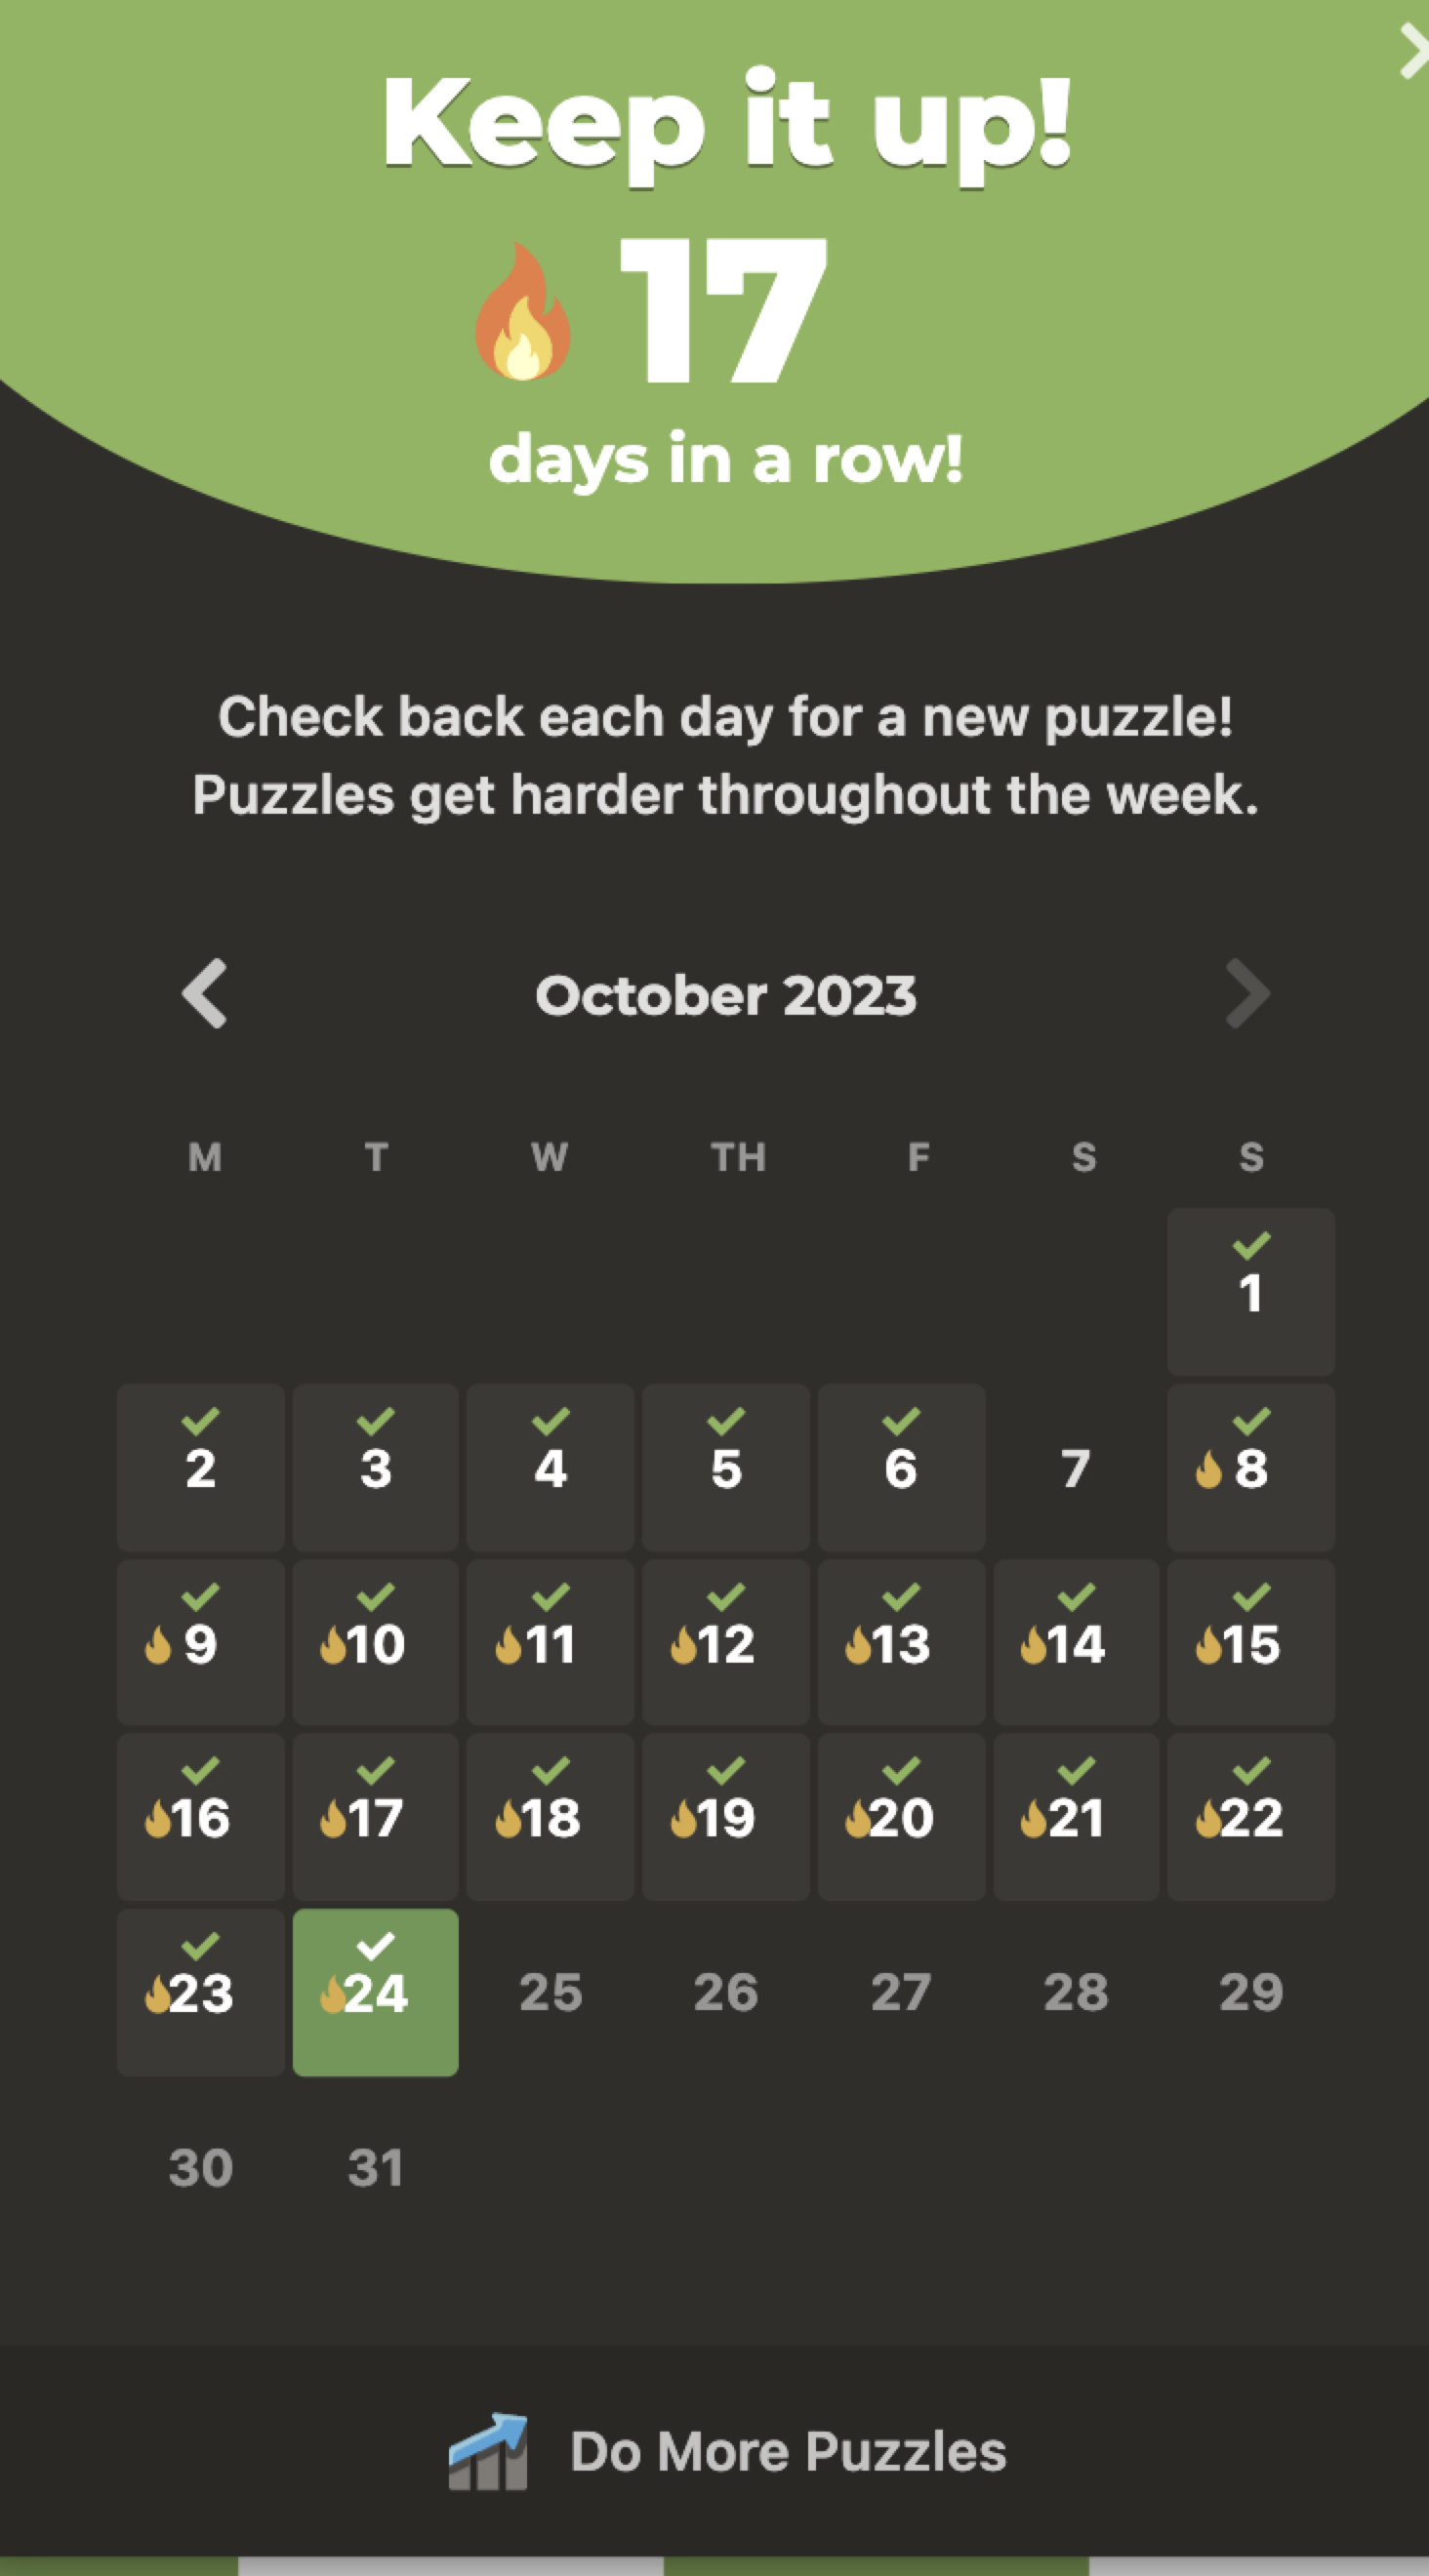 Keep it up!
17
days in a row!
Check back each day for a new puzzle!
Puzzles get harder throughout the week.
October 2023
M T W TH F S S
1
2 3 4 5 6 7 8
9 10 11 12 13 14 15
16 17 18 19 20 21 22
23 24 25 26 27 28 29
30 31
Do More Puzzles